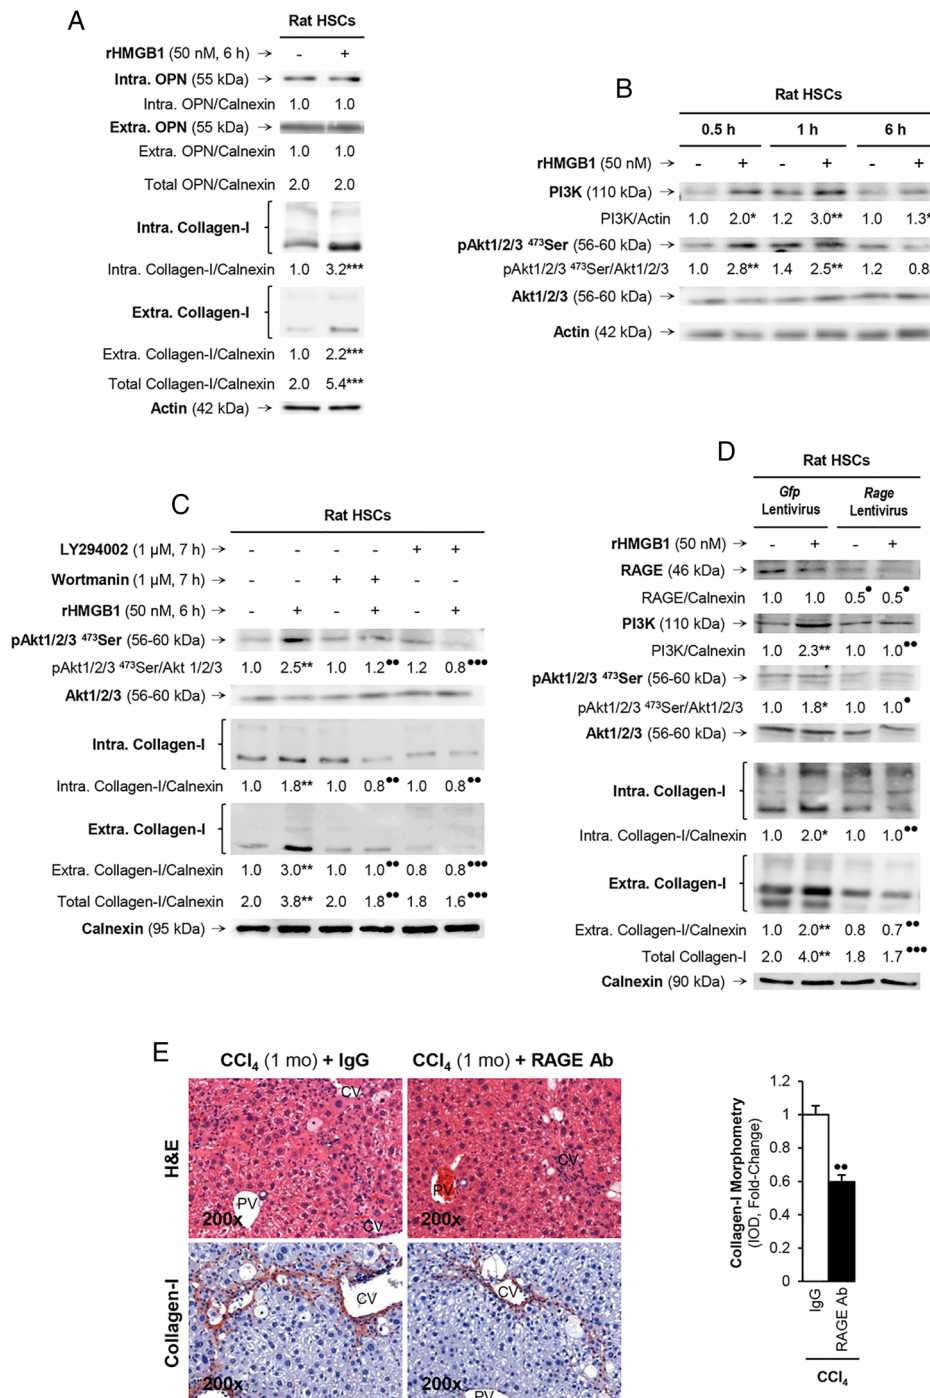 A
Rat HSCs
rHMGB1 (50 nM, 6 h) → - +
Intra. OPN (55 kDa) →
Intra. OPN/Calnexin 1.0 1.0
Extra. OPN (55 kDa) →
Extra. OPN/Calnexin 1.0 1.0
Total OPN/Calnexin 2.0 2.0
Intra. Collagen-I
Intra. Collagen-I/Calnexin 1.0 3.2***
Extra. Collagen-I
Extra. Collagen-I/Calnexin 1.0 2.2***
Total Collagen-I/Calnexin 2.0 5.4***
Actin (42 kDa) →
B
Rat HSCs
0.5 h 1 h 6 h
rHMGB1 (50 nM) → - + - + - +
PI3K (110 kDa) →
PI3K/Actin 1.0 2.0* 1.2 3.0** 1.0 1.3*
pAkt1/2/3 ⁴⁷³Ser (56-60 kDa) →
pAkt1/2/3 ⁴⁷³Ser/Akt1/2/3 1.0 2.8** 1.4 2.5** 1.2 0.8
Akt1/2/3 (56-60 kDa) →
Actin (42 kDa) →
C
Rat HSCs
LY294002 (1 µM, 7 h) → - - - - + +
Wortmanin (1 µM, 7 h) → - - + + - -
rHMGB1 (50 nM, 6 h) → - + - + - +
pAkt1/2/3 ⁴⁷³Ser (56-60 kDa) →
pAkt1/2/3 ⁴⁷³Ser/Akt 1/2/3 1.0 2.5** 1.0 1.2●● 1.2 0.8●●●
Akt1/2/3 (56-60 kDa) →
Intra. Collagen-I
Intra. Collagen-I/Calnexin 1.0 1.8** 1.0 0.8●● 1.0 0.8●●
Extra. Collagen-I
Extra. Collagen-I/Calnexin 1.0 3.0** 1.0 1.0●● 0.8 0.8●●●
Total Collagen-I/Calnexin 2.0 3.8** 2.0 1.8●● 1.8 1.6●●●
Calnexin (95 kDa) →
D
Rat HSCs
Gfp Rage
Lentivirus Lentivirus
rHMGB1 (50 nM) → - + - +
RAGE (46 kDa) →
RAGE/Calnexin 1.0 1.0 0.5● 0.5●
PI3K (110 kDa) →
PI3K/Calnexin 1.0 2.3** 1.0 1.0●●
pAkt1/2/3 ⁴⁷³Ser (56-60 kDa) →
pAkt1/2/3 ⁴⁷³Ser/Akt1/2/3 1.0 1.8* 1.0 1.0●
Akt1/2/3 (56-60 kDa) →
Intra. Collagen-I
Intra. Collagen-I/Calnexin 1.0 2.0* 1.0 1.0●●
Extra. Collagen-I
Extra. Collagen-I/Calnexin 1.0 2.0** 0.8 0.7●●
Total Collagen-I 2.0 4.0** 1.8 1.7●●●
Calnexin (90 kDa) →
E
CCl₄ (1 mo) + IgG CCl₄ (1 mo) + RAGE Ab
H&E
CV
PV
CV
200x
CV
PV
200x
Collagen-I
CV
200x
CV
PV
200x
Collagen-I Morphometry
(IOD, Fold-Change)
1.2
1
0.8
0.6
0.4
0.2
0
●●
IgG
RAGE Ab
CCl₄